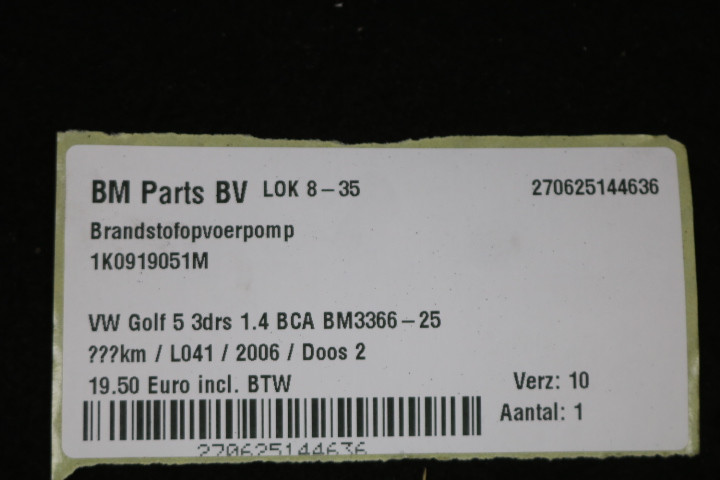 BM Parts BV LOK 8-35 270625144636
Brandstofopvoerpomp
1K0919051M
VW Golf 5 3drs 1.4 BCA BM3366-25
???km / L041 / 2006 / Doos 2
19.50 Euro incl. BTW Verz: 10
Aantal: 1
270625144636